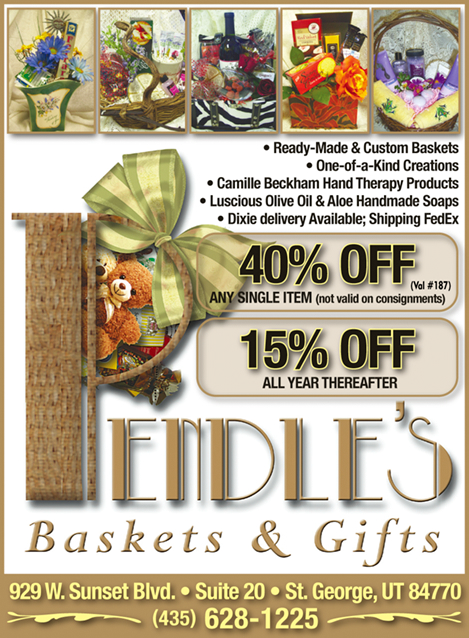 • Ready-Made & Custom Baskets
• One-of-a-Kind Creations
• Camille Beckham Hand Therapy Products
• Luscious Olive Oil & Aloe Handmade Soaps
• Dixie delivery Available; Shipping FedEx
40% OFF
(Val #187)
ANY SINGLE ITEM (not valid on consignments)
15% OFF
ALL YEAR THEREAFTER
PENDLE'S
Baskets & Gifts
929 W. Sunset Blvd. • Suite 20 • St. George, UT 84770
(435) 628-1225